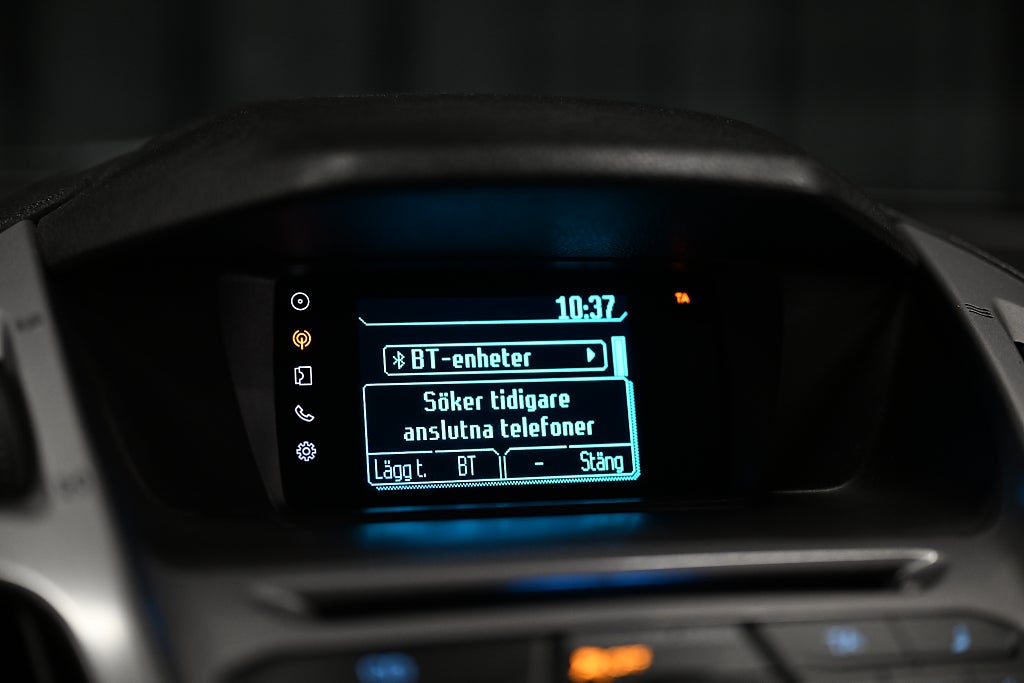 10:37
TA
BT-enheter
Söker tidigare
anslutna telefoner
Lägg t. BT - Stäng